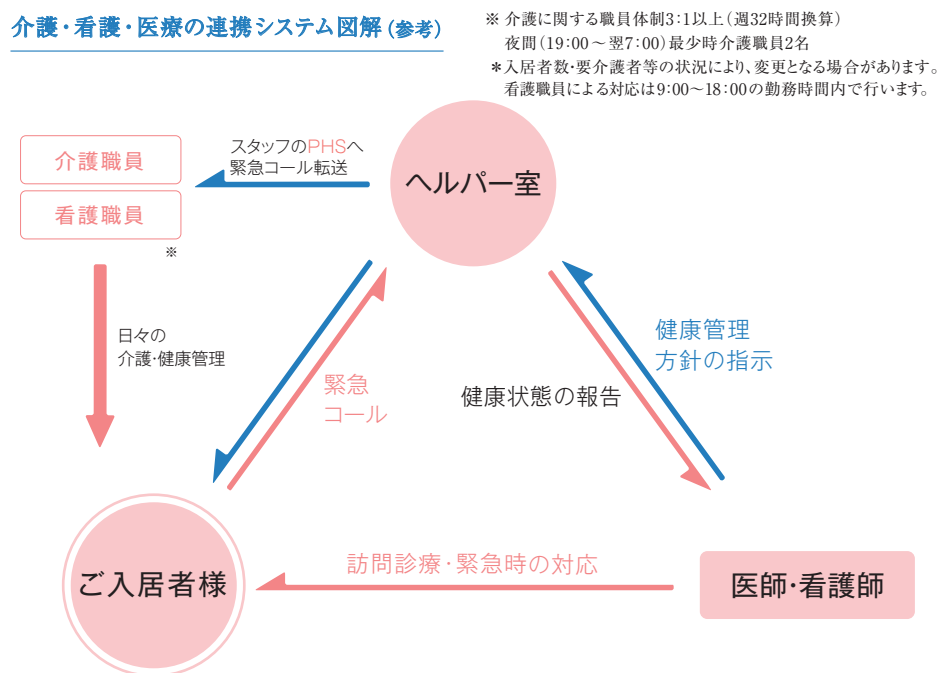 介護・看護・医療の連携システム図解(参考)
※ 介護に関する職員体制3:1以上(週32時間換算)
夜間(19:00～翌7:00)最少時介護職員2名
＊入居者数・要介護者等の状況により、変更となる場合があります。
看護職員による対応は9:00～18:00の勤務時間内で行います。
介護職員
看護職員
※
スタッフのPHSへ
緊急コール転送
ヘルパー室
日々の
介護・健康管理
緊急
コール
健康状態の報告
健康管理
方針の指示
ご入居者様
訪問診療・緊急時の対応
医師・看護師